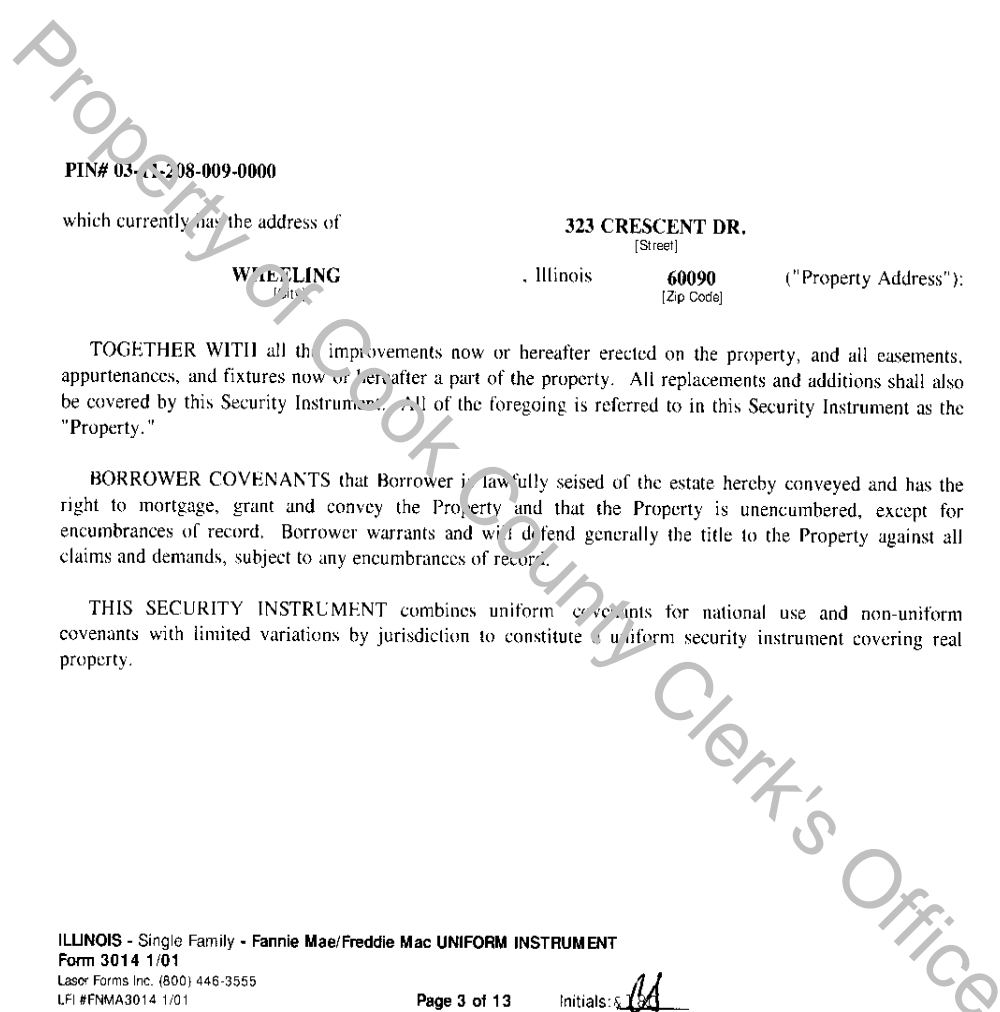 PIN# 03-11-208-009-0000
which currently has the address of 323 CRESCENT DR.
[Street]
WHEELING , Illinois 60090 ("Property Address"):
[City] [Zip Code]
TOGETHER WITH all the improvements now or hereafter erected on the property, and all easements,
appurtenances, and fixtures now or hereafter a part of the property. All replacements and additions shall also
be covered by this Security Instrument. All of the foregoing is referred to in this Security Instrument as the
"Property."
BORROWER COVENANTS that Borrower is lawfully seised of the estate hereby conveyed and has the
right to mortgage, grant and convey the Property and that the Property is unencumbered, except for
encumbrances of record. Borrower warrants and will defend generally the title to the Property against all
claims and demands, subject to any encumbrances of record.
THIS SECURITY INSTRUMENT combines uniform covenants for national use and non-uniform
covenants with limited variations by jurisdiction to constitute a uniform security instrument covering real
property.
Property of Cook County Clerk's Office
ILLINOIS - Single Family - Fannie Mae/Freddie Mac UNIFORM INSTRUMENT
Form 3014 1/01
Laser Forms Inc. (800) 446-3555
LFI #FNMA3014 1/01 Page 3 of 13 Initials: